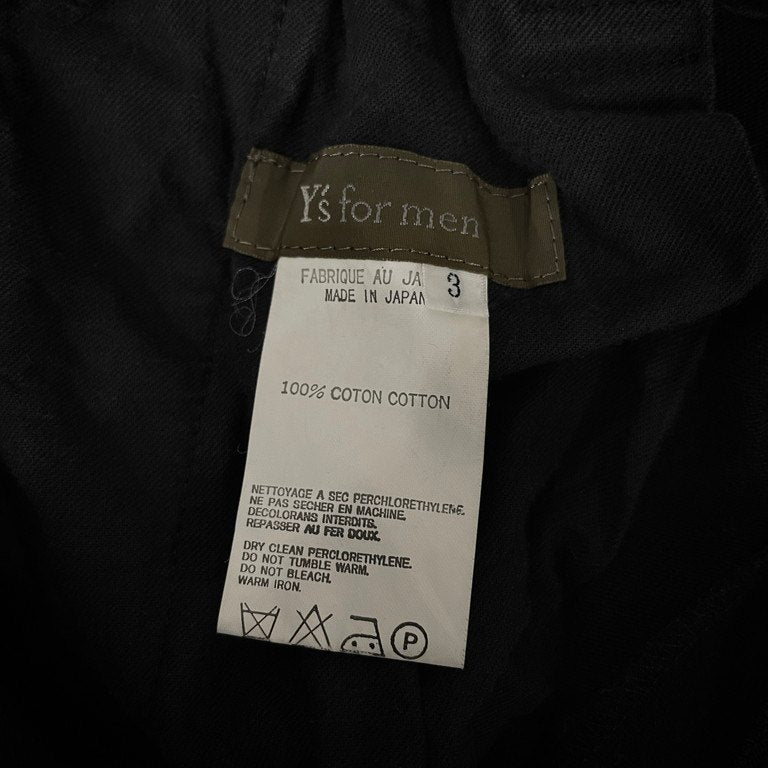 Y's for men
FABRIQUE AU JA
3
MADE IN JAPAN
100% COTON COTTON
NETTOYAGE A SEC PERCHLORETHYLENE.
NE PAS SECHER EN MACHINE.
DECOLORANS INTERDITS.
REPASSER AU FER DOUX.
DRY CLEAN PERCLORETHYLENE.
DO NOT TUMBLE WARM.
DO NOT BLEACH.
WARM IRON.
P